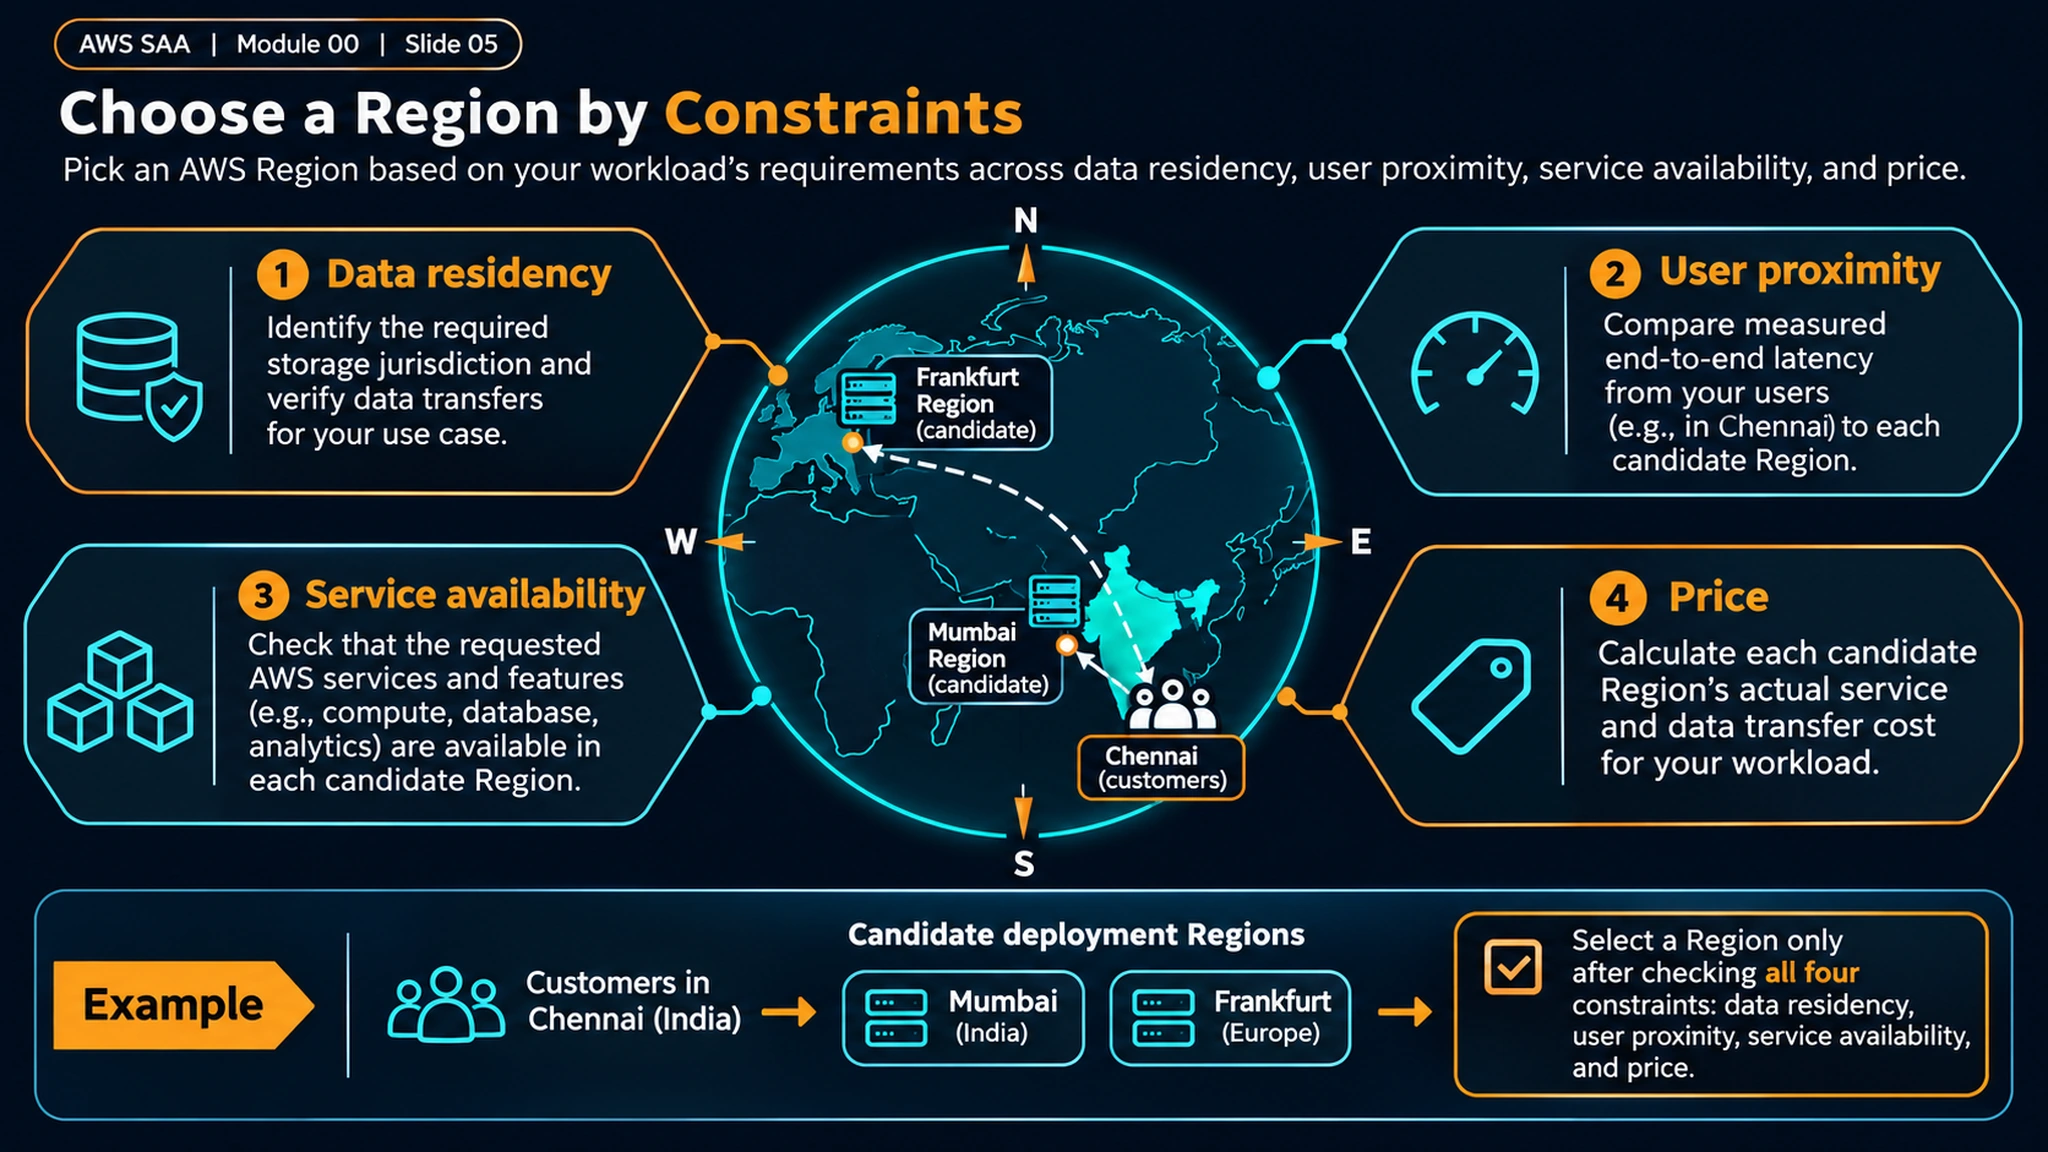 AWS SAA | Module 00 | Slide 05
Choose a Region by Constraints
Pick an AWS Region based on your workload's requirements across data residency, user proximity, service availability, and price.
1 Data residency
Identify the required
storage jurisdiction and
verify data transfers
for your use case.
2 User proximity
Compare measured
end-to-end latency
from your users
(e.g., in Chennai) to each
candidate Region.
3 Service availability
Check that the requested
AWS services and features
(e.g., compute, database,
analytics) are available in
each candidate Region.
4 Price
Calculate each candidate
Region's actual service
and data transfer cost
for your workload.
N
W
E
S
Frankfurt
Region
(candidate)
Mumbai
Region
(candidate)
Chennai
(customers)
Example
Customers in
Chennai (India)
Candidate deployment Regions
Mumbai
(India)
Frankfurt
(Europe)
Select a Region only
after checking all four
constraints: data residency,
user proxinity, service availability,
and price.